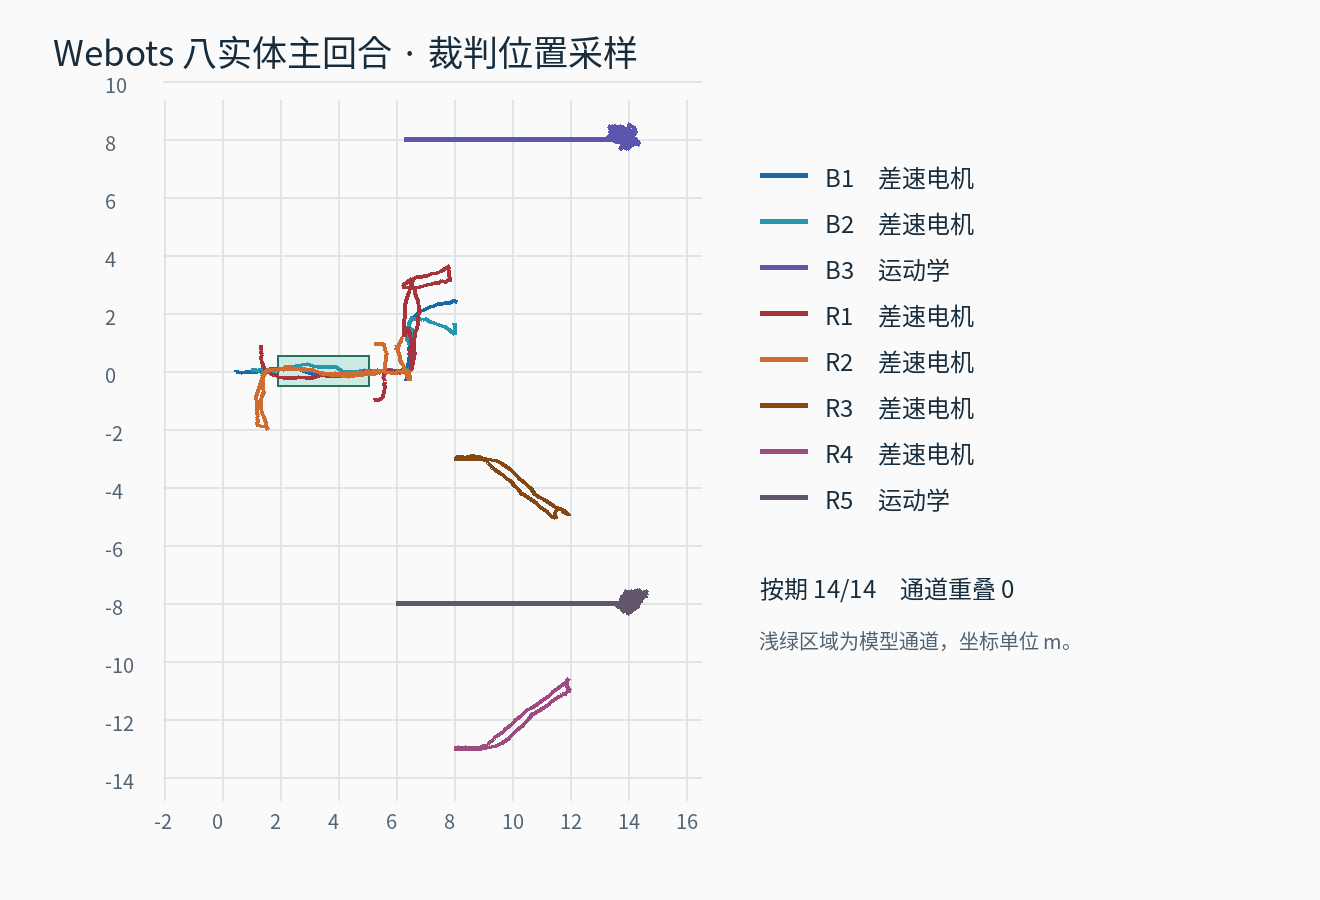 Webots 八实体主回合 · 裁判位置采样
10
8
6
4
2
0
-2
-4
-6
-8
-10
-12
-14
-2 0 2 4 6 8 10 12 14 16
B1 差速电机
B2 差速电机
B3 运动学
R1 差速电机
R2 差速电机
R3 差速电机
R4 差速电机
R5 运动学
按期 14/14 通道重叠 0
浅绿区域为模型通道，坐标单位 m。